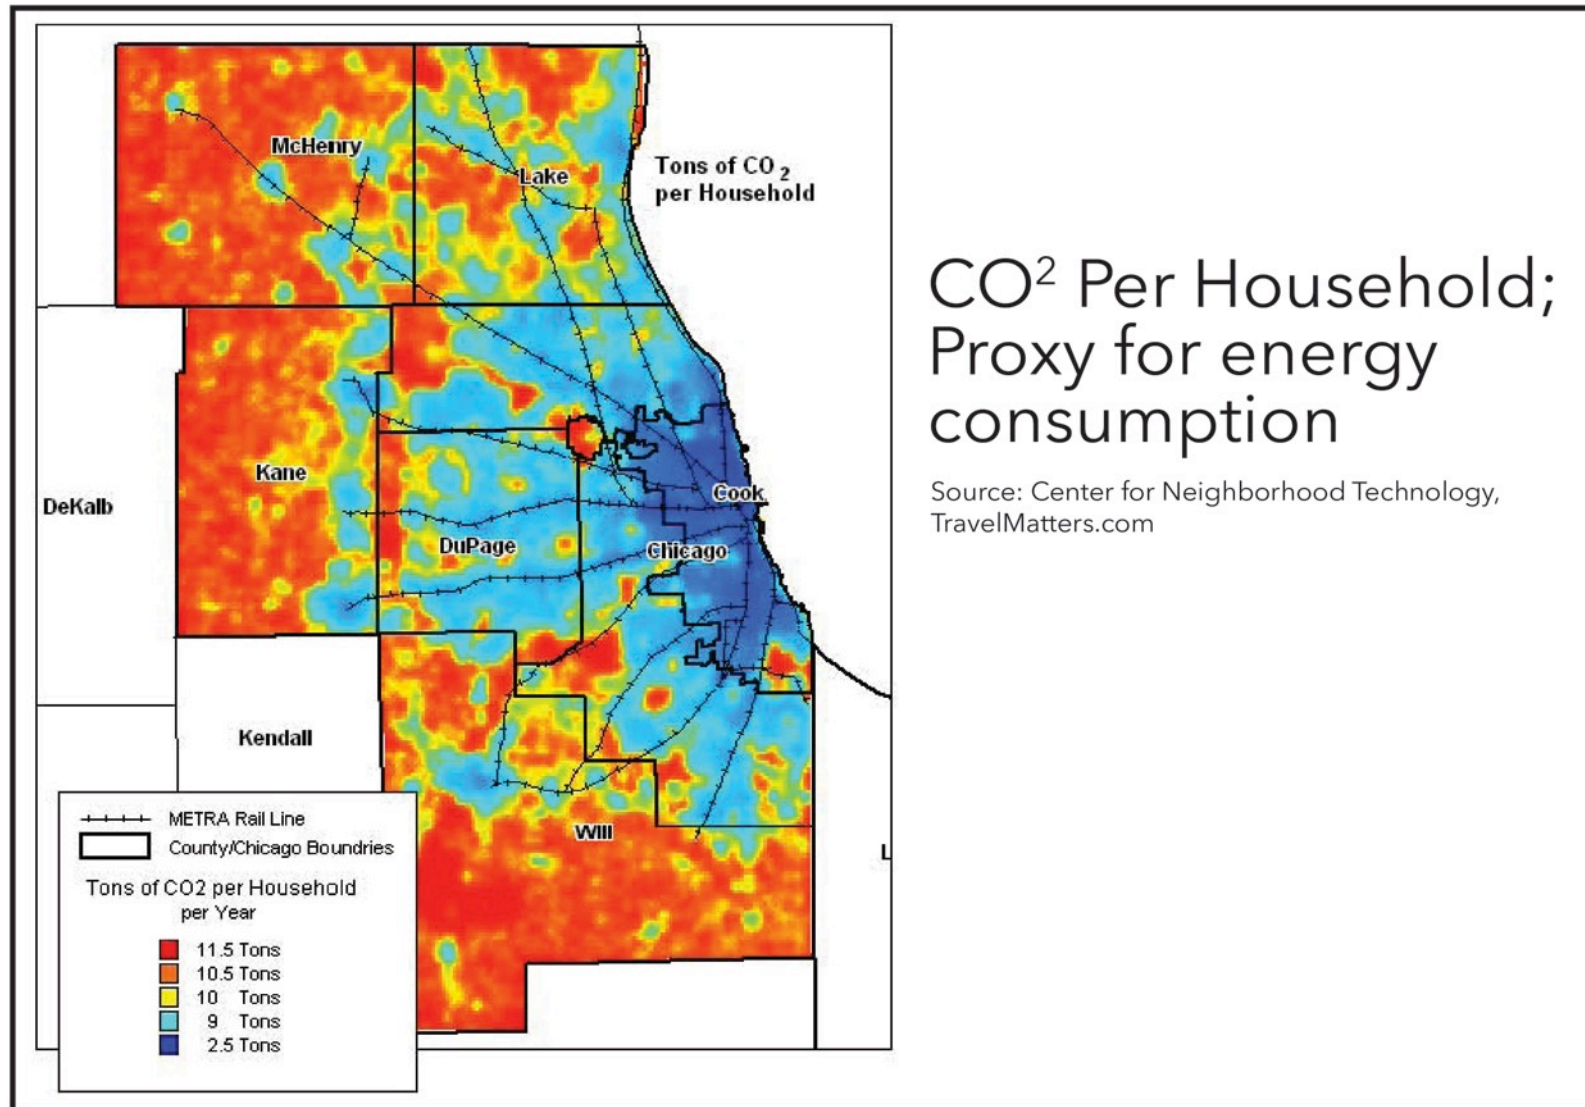 McHenry
Lake
Tons of CO2
per Household
CO² Per Household;
Proxy for energy
consumption
Source: Center for Neighborhood Technology,
TravelMatters.com
Kane
DeKalb
Cook
DuPage
Chicago
Kendall
Will
L
METRA Rail Line
County/Chicago Boundries
Tons of CO2 per Household
per Year
11.5 Tons
10.5 Tons
10 Tons
9 Tons
2.5 Tons